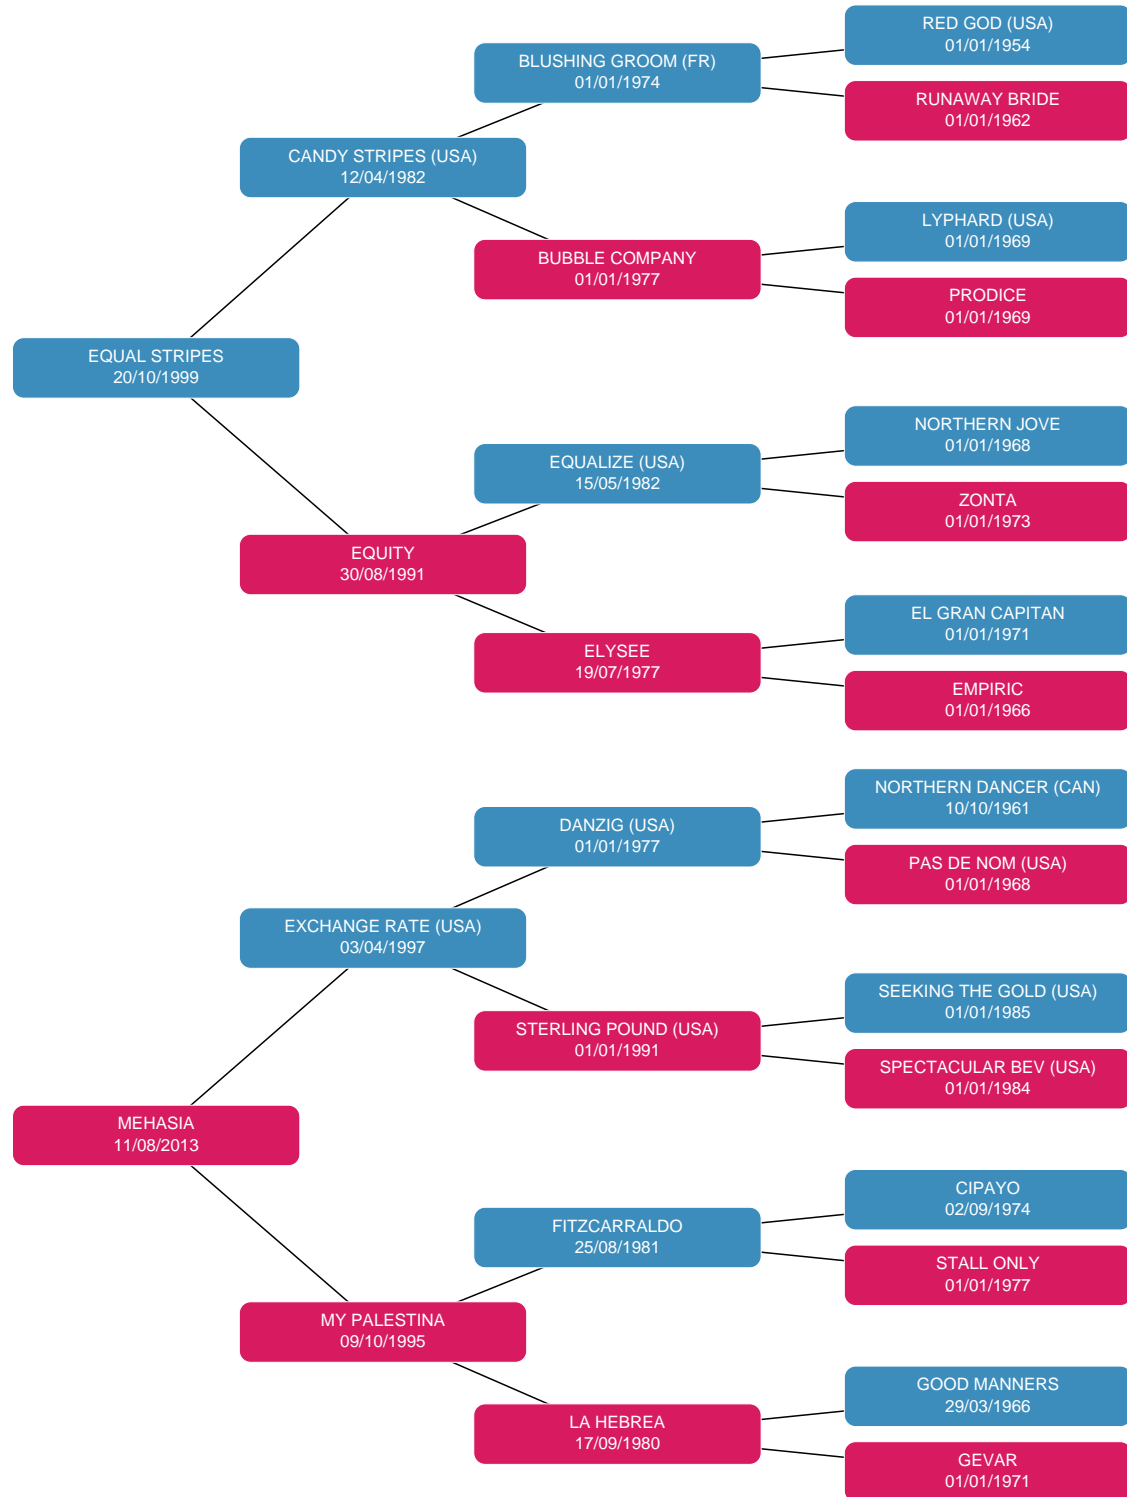 RED GOD (USA)
01/01/1954
BLUSHING GROOM (FR)
01/01/1974
RUNAWAY BRIDE
01/01/1962
CANDY STRIPES (USA)
12/04/1982
LYPHARD (USA)
01/01/1969
BUBBLE COMPANY
01/01/1977
PRODICE
01/01/1969
EQUAL STRIPES
20/10/1999
NORTHERN JOVE
01/01/1968
EQUALIZE (USA)
15/05/1982
ZONTA
01/01/1973
EQUITY
30/08/1991
EL GRAN CAPITAN
01/01/1971
ELYSEE
19/07/1977
EMPIRIC
01/01/1966
NORTHERN DANCER (CAN)
10/10/1961
DANZIG (USA)
01/01/1977
PAS DE NOM (USA)
01/01/1968
EXCHANGE RATE (USA)
03/04/1997
SEEKING THE GOLD (USA)
01/01/1985
STERLING POUND (USA)
01/01/1991
SPECTACULAR BEV (USA)
01/01/1984
MEHASIA
11/08/2013
CIPAYO
02/09/1974
FITZCARRALDO
25/08/1981
STALL ONLY
01/01/1977
MY PALESTINA
09/10/1995
GOOD MANNERS
29/03/1966
LA HEBREA
17/09/1980
GEVAR
01/01/1971